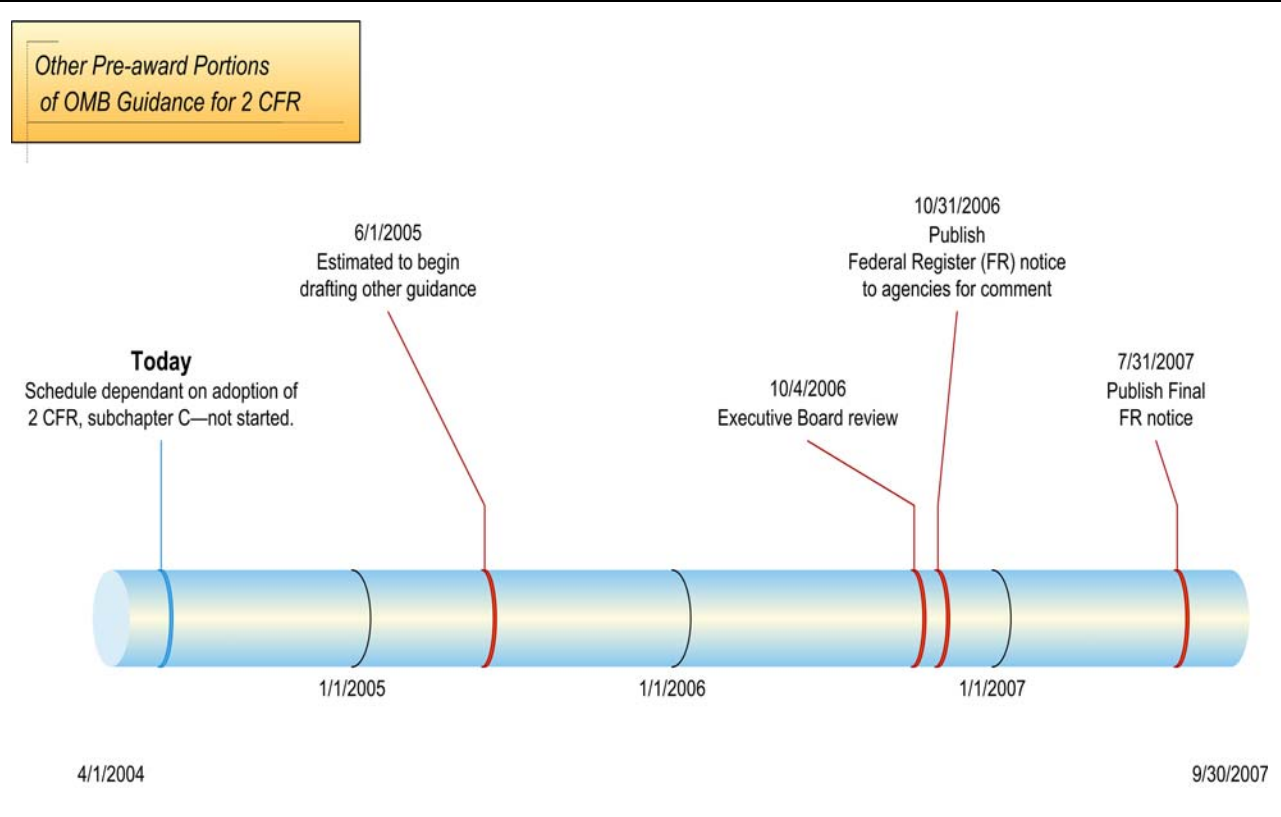 Other Pre-award Portions
of OMB Guidance for 2 CFR
10/31/2006
Publish
Federal Register (FR) notice
to agencies for comment
6/1/2005
Estimated to begin
drafting other guidance
Today
Schedule dependant on adoption of
2 CFR, subchapter C—not started.
10/4/2006
Executive Board review
7/31/2007
Publish Final
FR notice
1/1/2005
1/1/2006
1/1/2007
4/1/2004
9/30/2007